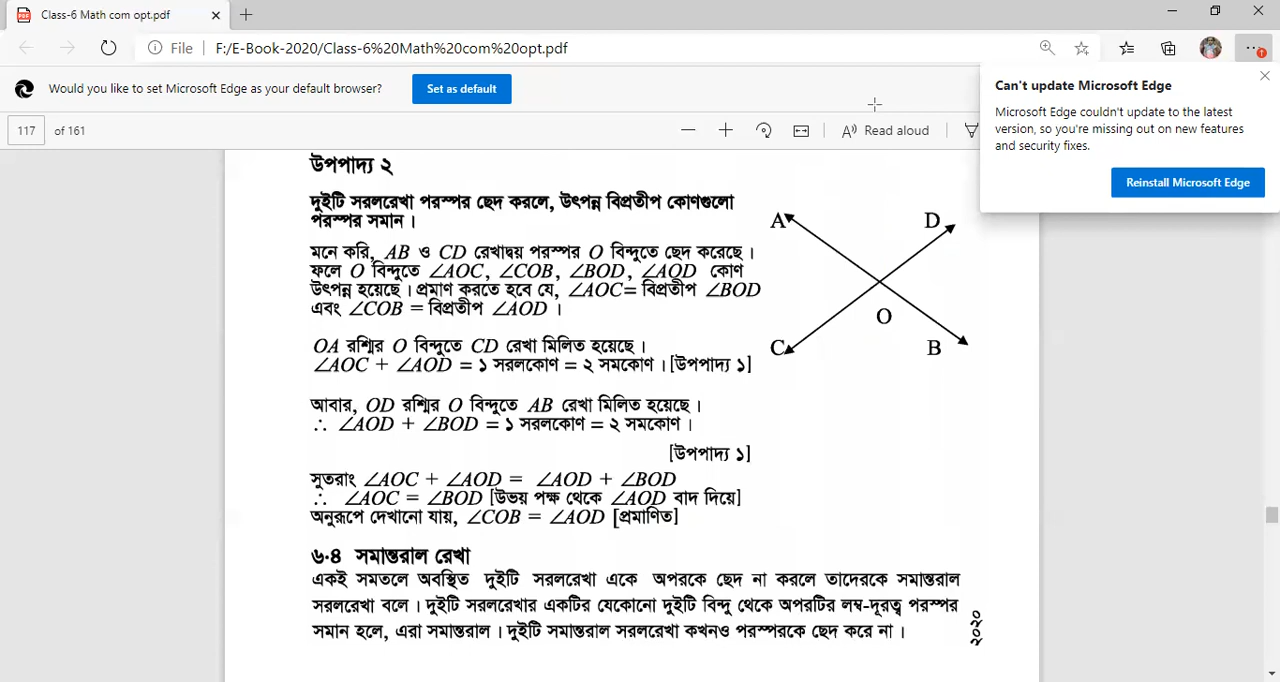 Class-6 Math com opt.pdf
File F:/E-Book-2020/Class-6%20Math%20com%20opt.pdf
Would you like to set Microsoft Edge as your default browser? Set as default
Can't update Microsoft Edge
Microsoft Edge couldn't update to the latest
version, so you're missing out on new features
and security fixes.
Reinstall Microsoft Edge
117 of 161 Read aloud
উপপাদ্য ২
দুইটি সরলরেখা পরস্পর ছেদ করলে, উৎপন্ন বিপ্রতীপ কোণগুলো
পরস্পর সমান।
মনে করি, AB ও CD রেখাদ্বয় পরস্পর O বিন্দুতে ছেদ করেছে।
ফলে O বিন্দুতে ∠AOC, ∠COB, ∠BOD, ∠AOD কোণ
উৎপন্ন হয়েছে। প্রমাণ করতে হবে যে, ∠AOC= বিপ্রতীপ ∠BOD
এবং ∠COB = বিপ্রতীপ ∠AOD ।
OA রশ্মির O বিন্দুতে CD রেখা মিলিত হয়েছে।
∠AOC + ∠AOD = ১ সরলকোণ = ২ সমকোণ। [উপপাদ্য ১]
আবার, OD রশ্মির O বিন্দুতে AB রেখা মিলিত হয়েছে।
∴ ∠AOD + ∠BOD = ১ সরলকোণ = ২ সমকোণ।
[উপপাদ্য ১]
সুতরাং ∠AOC + ∠AOD = ∠AOD + ∠BOD
∴ ∠AOC = ∠BOD [উভয় পক্ষ থেকে ∠AOD বাদ দিয়ে]
অনুরূপে দেখানো যায়, ∠COB = ∠AOD [প্রমাণিত]
A D
O
C B
৬.৪ সমান্তরাল রেখা
একই সমতলে অবস্থিত দুইটি সরলরেখা একে অপরকে ছেদ না করলে তাদেরকে সমান্তরাল
সরলরেখা বলে। দুইটি সরলরেখার একটির যেকোনো দুইটি বিন্দু থেকে অপরটির লম্ব-দূরত্ব পরস্পর
সমান হলে, এরা সমান্তরাল। দুইটি সমান্তরাল সরলরেখা কখনও পরস্পরকে ছেদ করে না।
২০২০